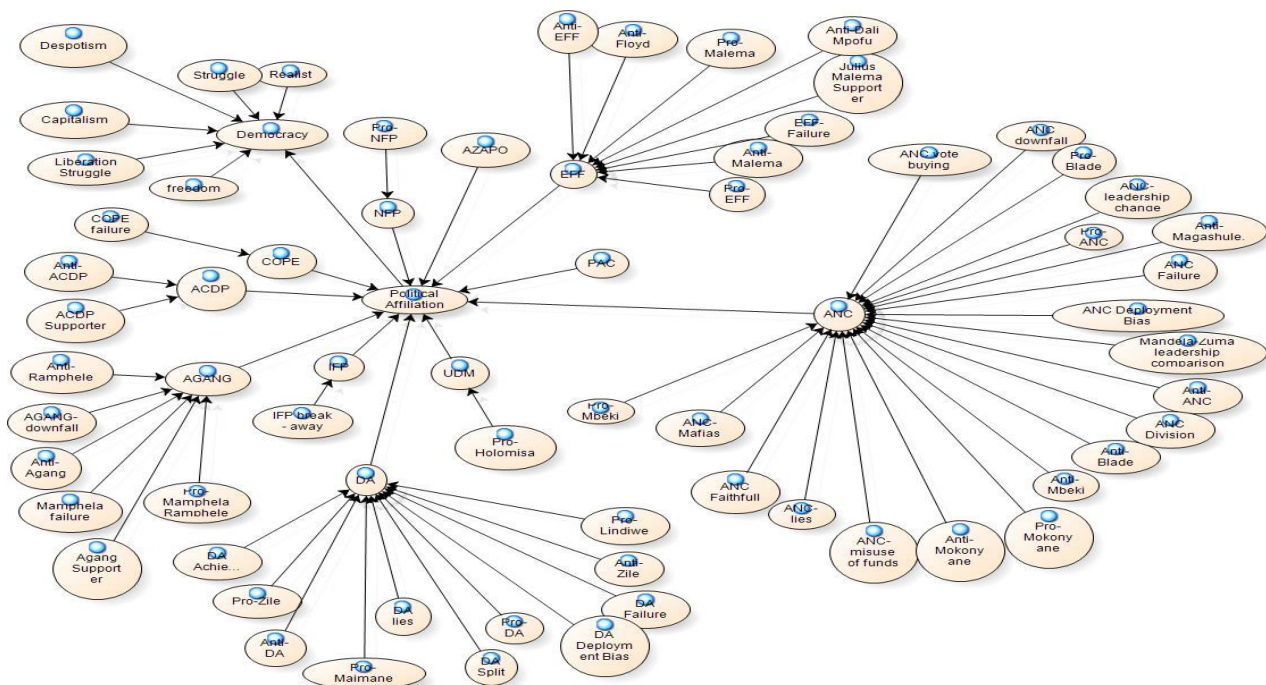 Despotism
Struggle
Realist
Capitalism
Democracy
Liberation
Struggle
freedom
Pro-
NFP
NFP
AZAPO
Anti-
EFF
Anti-
Floyd
Pro-
Malema
Anti-Dali
Mpofu
Julius
Malema
Support
er
EFF-
Failure
Anti-
Malema
Pro-
EFF
EFF
ANC vote
buying
ANC
downfall
Pro-
Blade
ANC-
leadership
change
Pro-
ANC
Anti-
Magashule.
ANC
Failure
ANC Deployment
Bias
Mandela-Zuma
leadership
comparison
Anti-
ANC
ANC
Division
Anti-
Blade
Anti-
Mbeki
Pro-
Mokony
ane
Anti-
Mokony
ane
ANC-
misuse
of funds
ANC-
lies
ANC
Faithfull
ANC-
Mafias
Pro-
Mbeki
ANC
PAC
Political
Affiliation
COPE
failure
COPE
Anti-
ACDP
ACDP
ACDP
Supporter
Anti-
Ramphele
AGANG
AGANG-
downfall
Anti-
Agang
Mamphela
failure
Agang
Support
er
Pro-
Mamphela
Ramphele
IFP
IFP break
- away
UDM
Pro-
Holomisa
DA
DA
Achie...
Pro-Zile
Anti-
DA
Pro-
Maimane
DA
lies
DA
Split
Pro-
DA
DA
Deploym
ent Bias
DA
Failure
Anti-
Zile
Pro-
Lindiwe